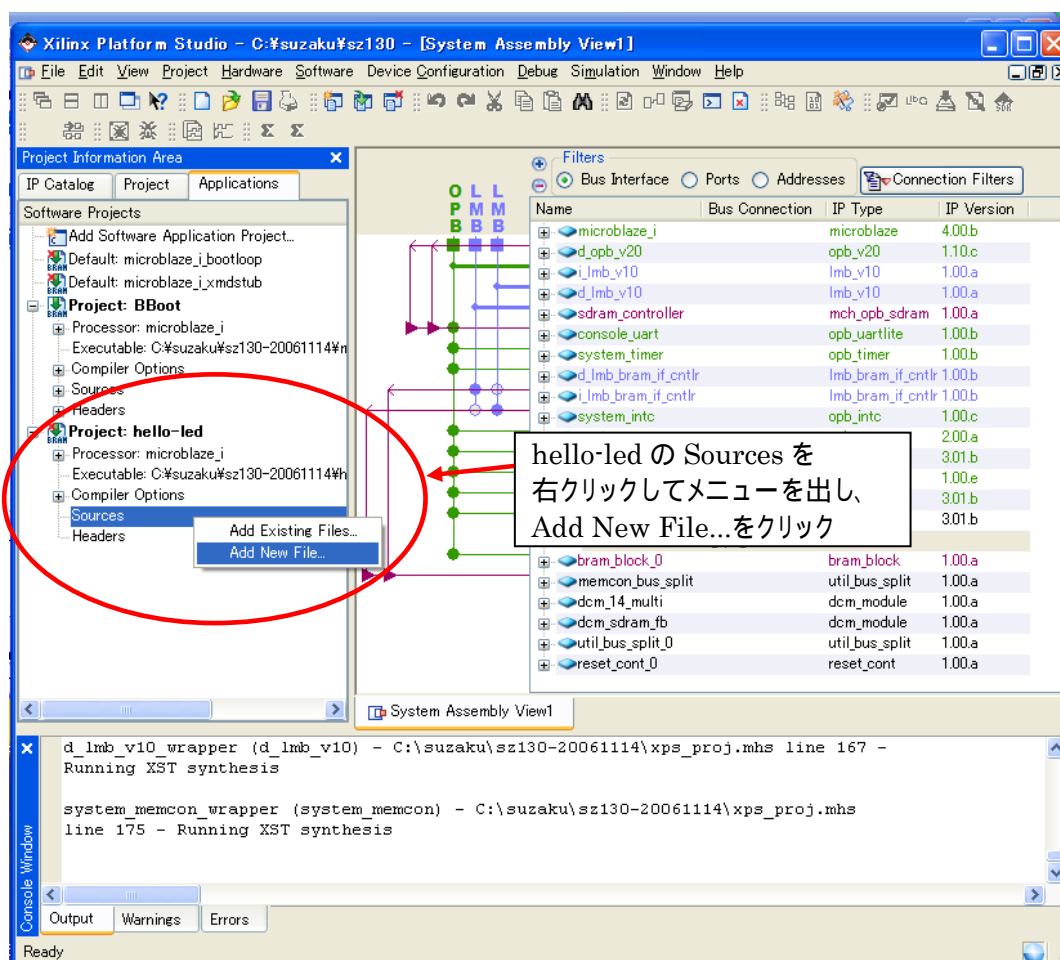 Xilinx Platform Studio - C:¥suzaku¥sz130 - [System Assembly View1]
File Edit View Project Hardware Software Device Configuration Debug Simulation Window Help
Project Information Area
IP Catalog Project Applications
Software Projects
Add Software Application Project...
Default: microblaze_i_bootloop
Default: microblaze_i_xmdstub
Project: BBoot
Processor: microblaze_i
Executable: C:¥suzaku¥sz130-20061114¥m
Compiler Options
Sources
Headers
Project: hello-led
Processor: microblaze_i
Executable: C:¥suzaku¥sz130-20061114¥h
Compiler Options
Sources
Headers
Add Existing Files...
Add New File...
OPB LMB LMB
Filters
Bus Interface Ports Addresses Connection Filters
Name Bus Connection IP Type IP Version
microblaze_i microblaze 4.00.b
d_opb_v20 opb_v20 1.10.c
i_lmb_v10 lmb_v10 1.00.a
d_lmb_v10 lmb_v10 1.00.a
sdram_controller mch_opb_sdram 1.00.a
console_uart opb_uartlite 1.00.b
system_timer opb_timer 1.00.b
d_lmb_bram_if_cntlr lmb_bram_if_cntlr 1.00.b
i_lmb_bram_if_cntlr lmb_bram_if_cntlr 1.00.b
system_intc opb_intc 1.00.c
2.00.a
3.01.b
1.00.e
3.01.b
3.01.b
hello-led の Sources を
右クリックしてメニューを出し、
Add New File...をクリック
bram_block_0 bram_block 1.00.a
memcon_bus_split util_bus_split 1.00.a
dcm_14_multi dcm_module 1.00.a
dcm_sdram_fb dcm_module 1.00.a
util_bus_split_0 util_bus_split 1.00.a
reset_cont_0 reset_cont 1.00.a
System Assembly View1
d_lmb_v10_wrapper (d_lmb_v10) - C:\suzaku\sz130-20061114\xps_proj.mhs line 167 -
Running XST synthesis
system_memcon_wrapper (system_memcon) - C:\suzaku\sz130-20061114\xps_proj.mhs
line 175 - Running XST synthesis
Console Window
Output Warnings Errors
Ready